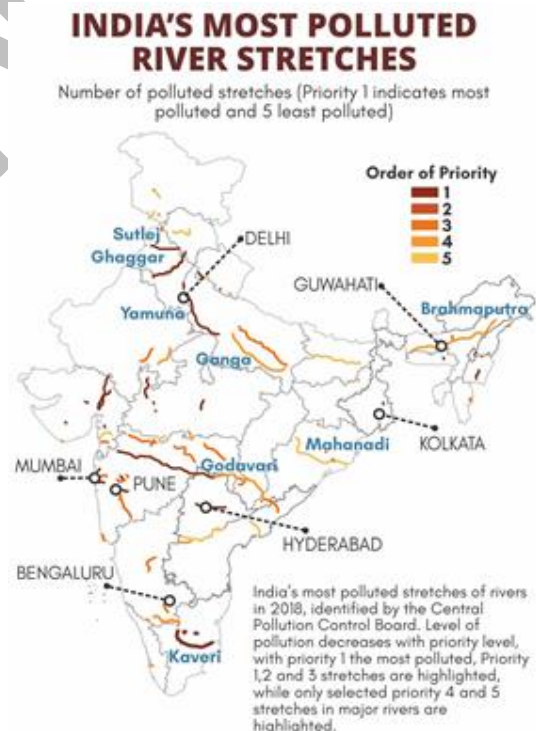 INDIA'S MOST POLLUTED
RIVER STRETCHES
Number of polluted stretches (Priority 1 indicates most
polluted and 5 least polluted)
Order of Priority
1
2
3
4
5
Sutlej
Ghaggar
DELHI
GUWAHATI
Yamuna
Brahmaputra
Ganga
Mahanadi
KOLKATA
MUMBAI
PUNE
Godavari
HYDERABAD
BENGALURU
Kaveri
India's most polluted stretches of rivers
in 2018, identified by the Central
Pollution Control Board. Level of
pollution decreases with priority level,
with priority 1 the most polluted, Priority
1,2 and 3 stretches are highlighted,
while only selected priority 4 and 5
stretches in major rivers are
highlighted.